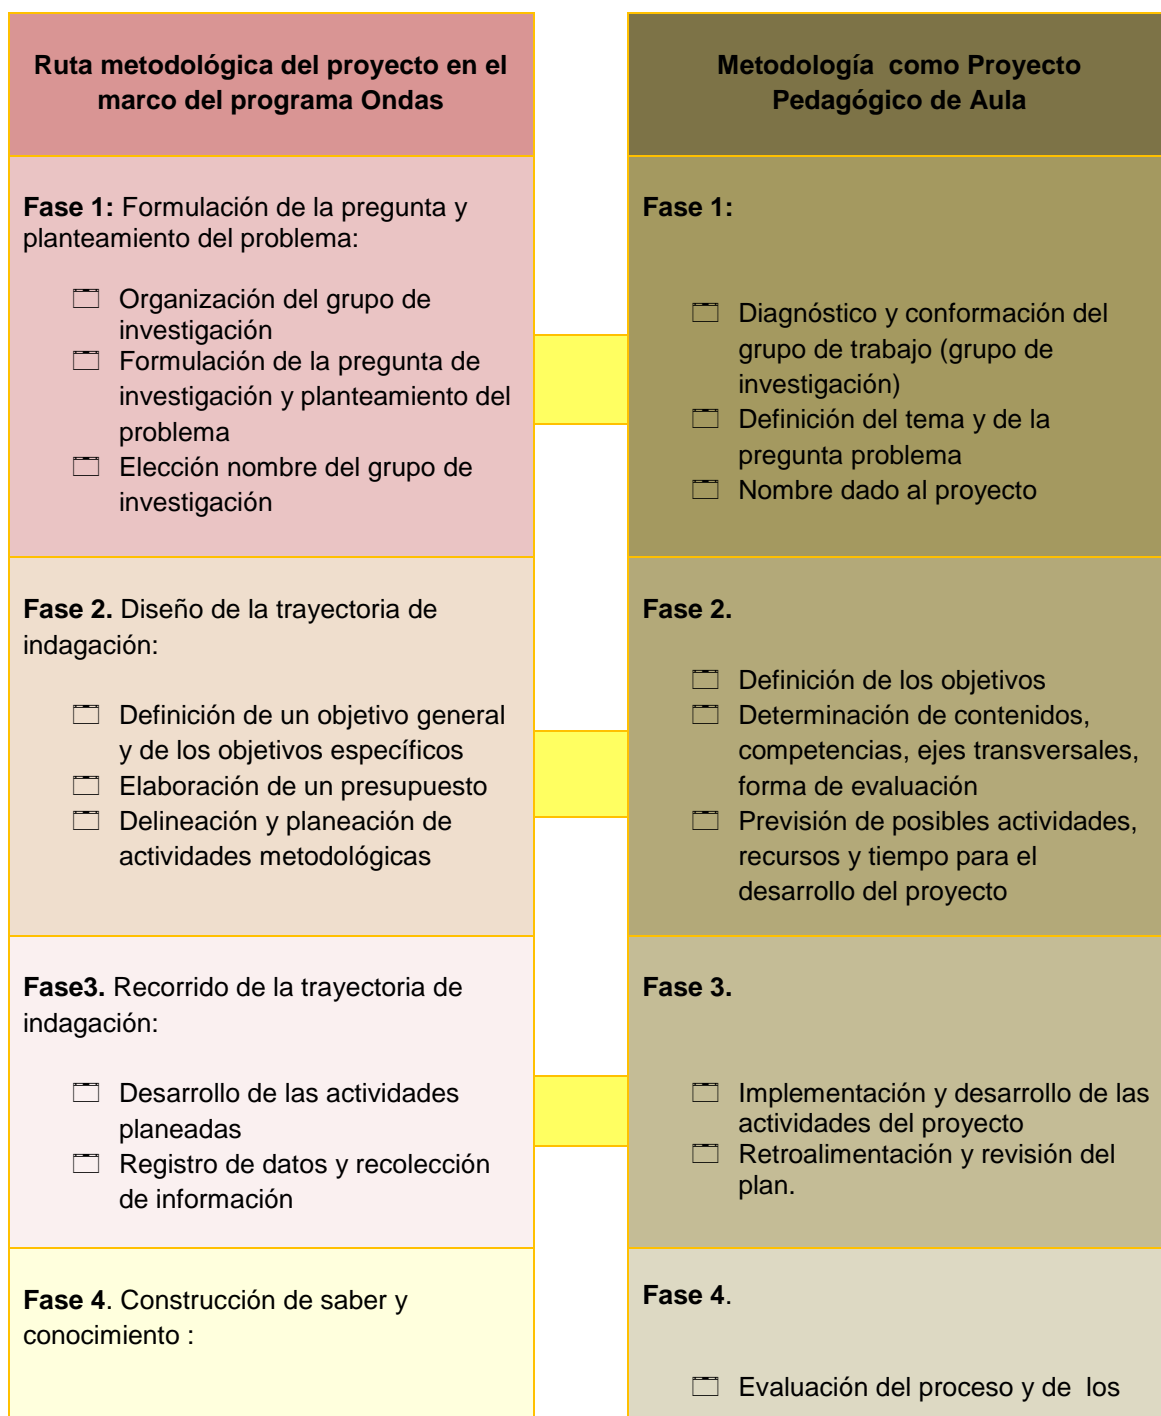 Ruta metodológica del proyecto en el
marco del programa Ondas
Fase 1: Formulación de la pregunta y
planteamiento del problema:
Organización del grupo de
investigación
Formulación de la pregunta de
investigación y planteamiento del
problema
Elección nombre del grupo de
investigación
Fase 2. Diseño de la trayectoria de
indagación:
Definición de un objetivo general
y de los objetivos específicos
Elaboración de un presupuesto
Delineación y planeación de
actividades metodológicas
Fase3. Recorrido de la trayectoria de
indagación:
Desarrollo de las actividades
planeadas
Registro de datos y recolección
de información
Fase 4. Construcción de saber y
conocimiento :
Metodología  como Proyecto
Pedagógico de Aula
Fase 1:
Diagnóstico y conformación del
grupo de trabajo (grupo de
investigación)
Definición del tema y de la
pregunta problema
Nombre dado al proyecto
Fase 2.
Definición de los objetivos
Determinación de contenidos,
competencias, ejes transversales,
forma de evaluación
Previsión de posibles actividades,
recursos y tiempo para el
desarrollo del proyecto
Fase 3.
Implementación y desarrollo de las
actividades del proyecto
Retroalimentación y revisión del
plan.
Fase 4.
Evaluación del proceso y de  los